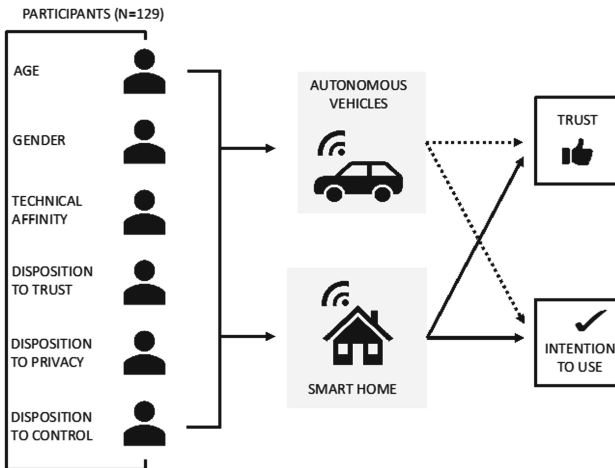 PARTICIPANTS (N=129)
AGE
GENDER
TECHNICAL
AFFINITY
DISPOSITION
TO TRUST
DISPOSITION
TO PRIVACY
DISPOSITION
TO CONTROL
AUTONOMOUS
VEHICLES
SMART HOME
TRUST
INTENTION
TO USE